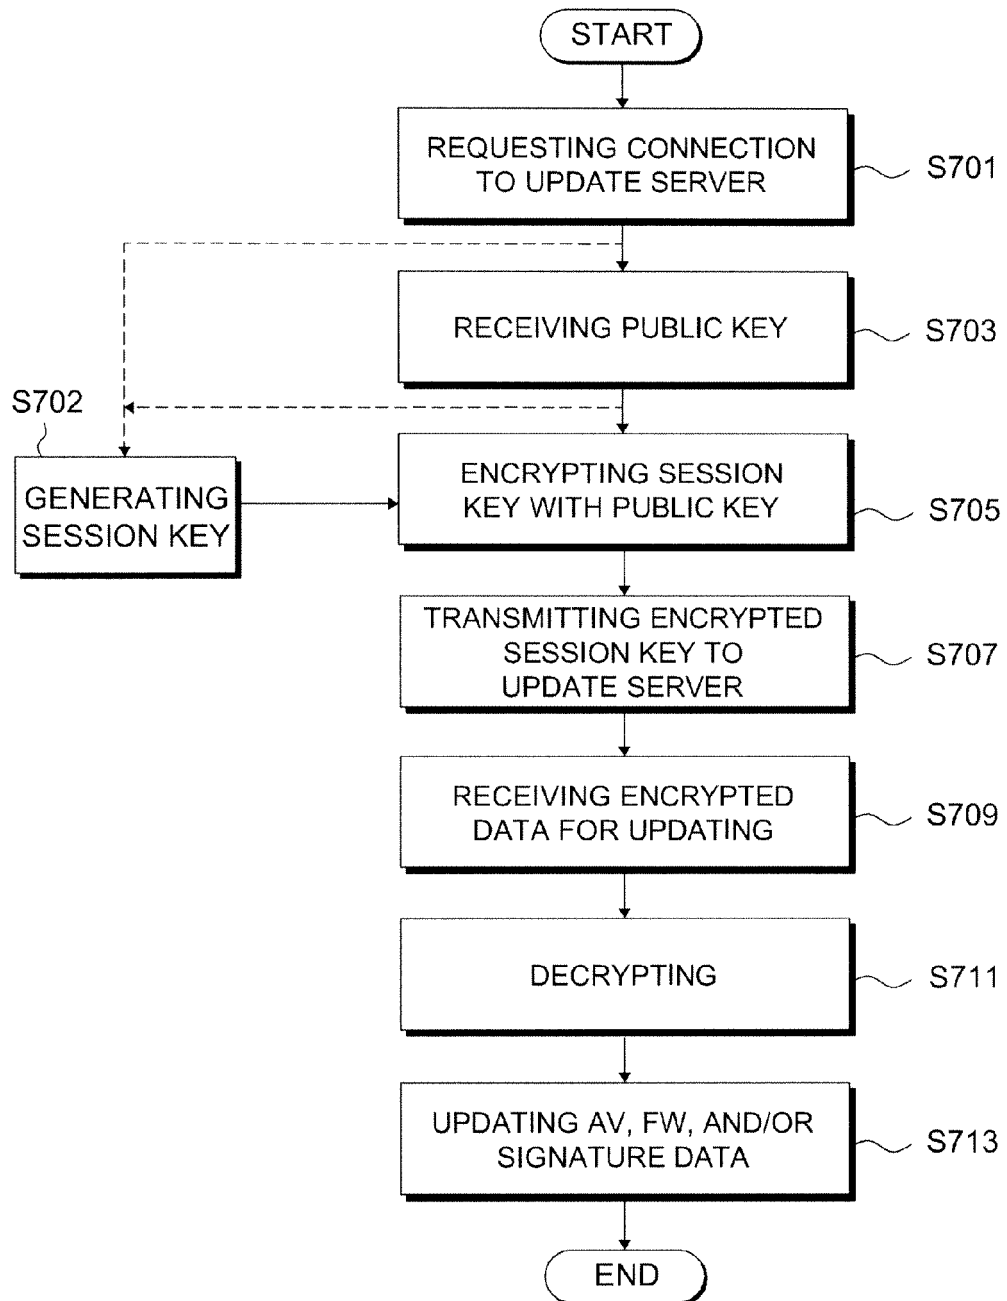 START
REQUESTING CONNECTION
TO UPDATE SERVER
S701
RECEIVING PUBLIC KEY
S703
S702
GENERATING
SESSION KEY
ENCRYPTING SESSION
KEY WITH PUBLIC KEY
S705
TRANSMITTING ENCRYPTED
SESSION KEY TO
UPDATE SERVER
S707
RECEIVING ENCRYPTED
DATA FOR UPDATING
S709
DECRYPTING
S711
UPDATING AV, FW, AND/OR
SIGNATURE DATA
S713
END